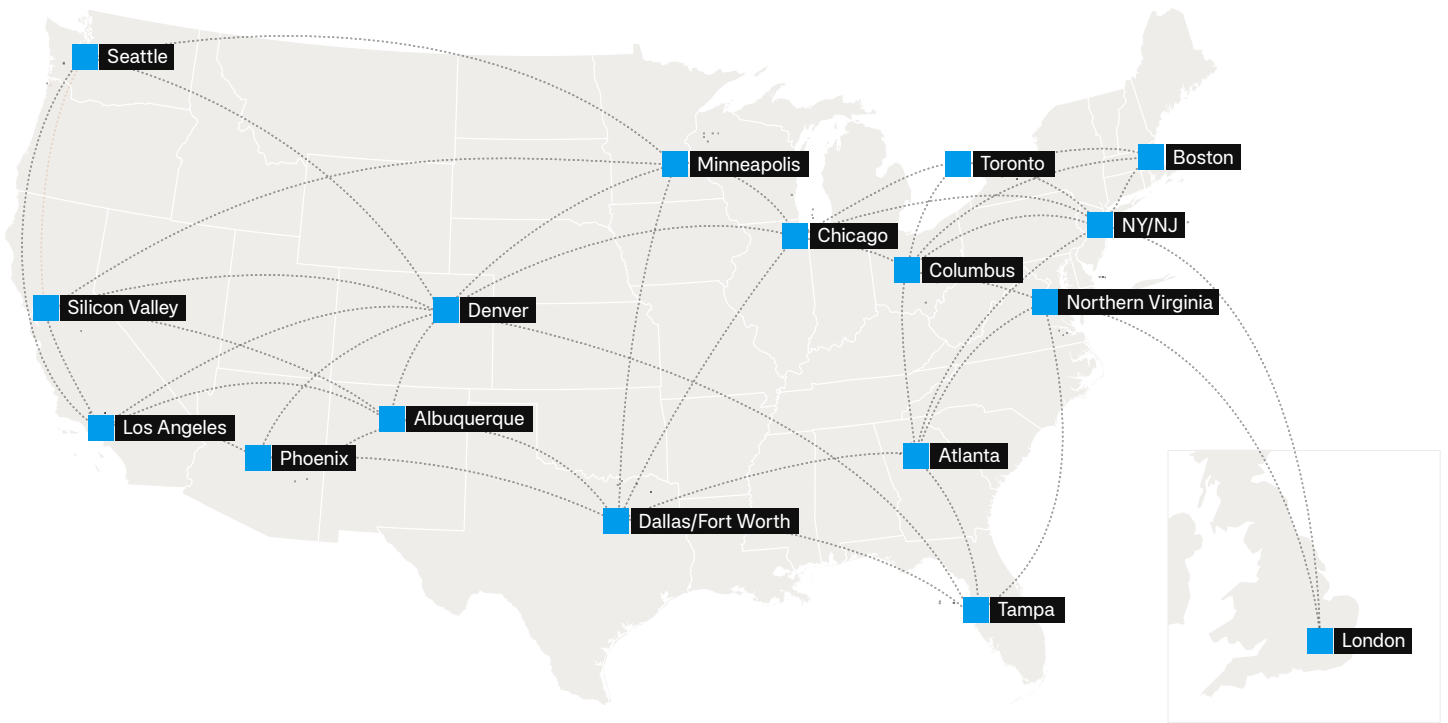 Seattle
Minneapolis
Toronto
Boston
Chicago
NY/NJ
Columbus
Silicon Valley
Denver
Northern Virginia
Los Angeles
Albuquerque
Phoenix
Atlanta
Dallas/Fort Worth
Tampa
London